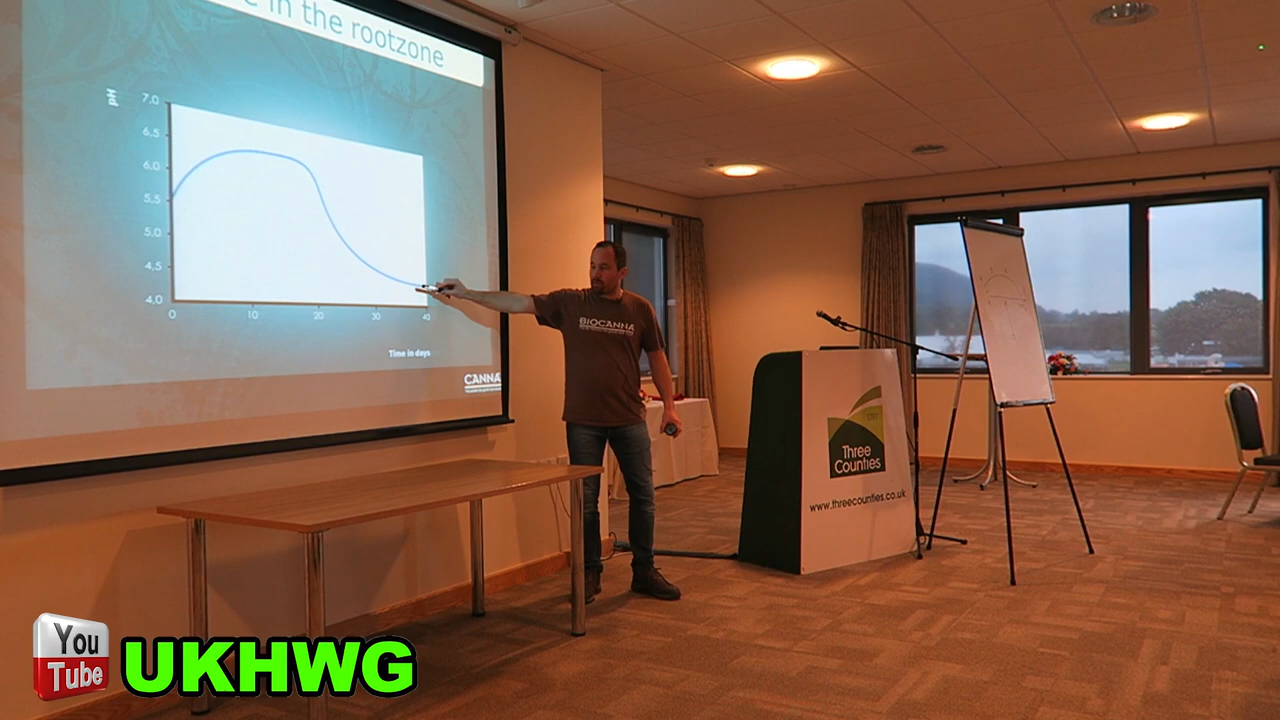 in the rootzone
pH
7.0
6.5
6.0
5.5
5.0
4.5
4.0
0 10 20 30 40
Time in days
CANNA
BIOCANNA
Three
Counties
www.threecounties.co.uk
You
Tube
UKHWG